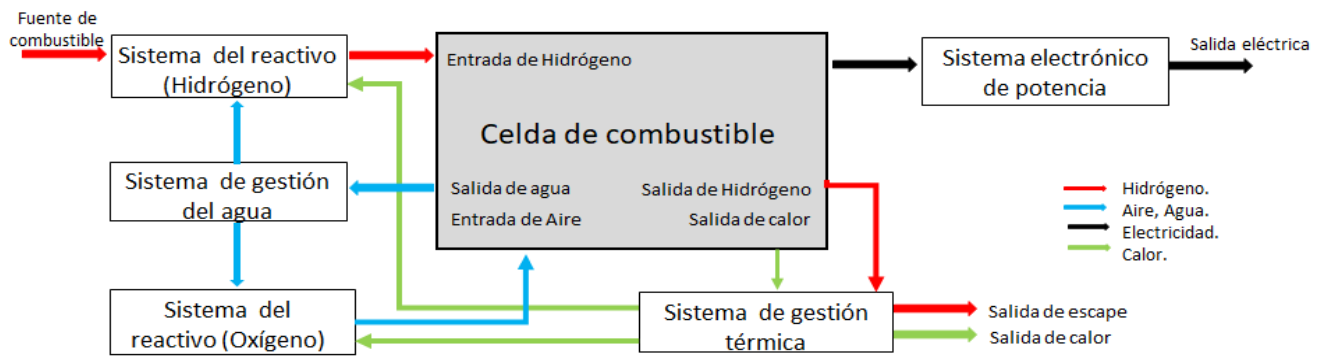 Fuente de
combustible
Sistema del reactivo
(Hidrógeno)
Entrada de Hidrógeno
Sistema electrónico
de potencia
Salida eléctrica
Celda de combustible
Sistema de gestión
del agua
Salida de agua
Entrada de Aire
Salida de Hidrógeno
Salida de calor
Hidrógeno.
Aire, Agua.
Electricidad.
Calor.
Sistema del
reactivo (Oxígeno)
Sistema de gestión
térmica
Salida de escape
Salida de calor